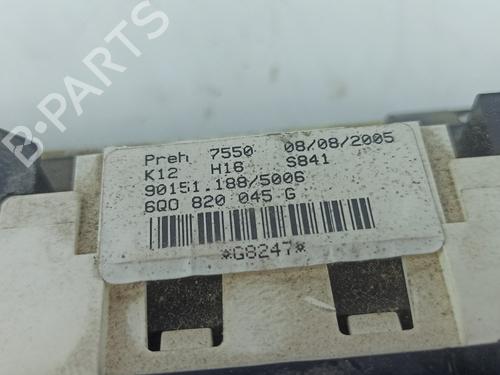 Preh 7550 08/08/2005
K12 H16 S841
90151.188/5006
6Q0 820 045 G
*G8247*
B-Parts